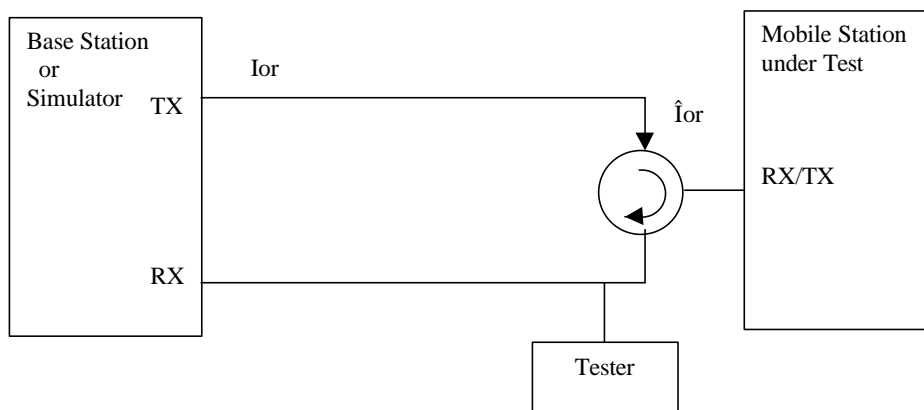 Base Station
or
Simulator
TX
RX
Ior
Îor
Mobile Station
under Test
RX/TX
Tester